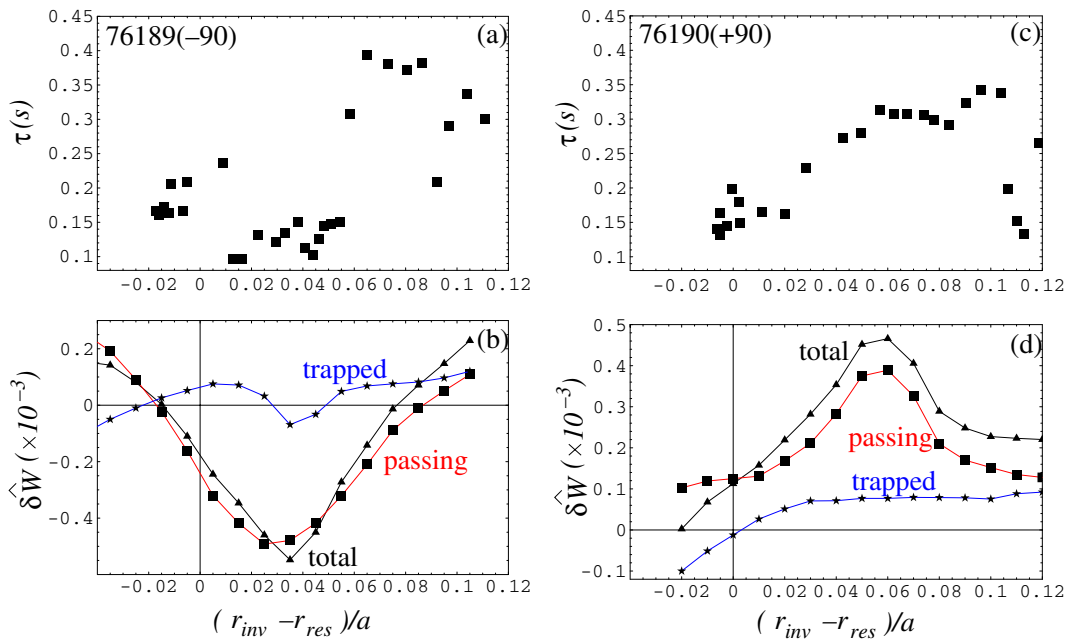 76189(−90)
(a)
0.45
0.4
0.35
0.3
0.25
0.2
0.15
0.1
τ(s)
−0.02 0 0.02 0.04 0.06 0.08 0.1 0.12
76190(+90)
(c)
0.45
0.4
0.35
0.3
0.25
0.2
0.15
0.1
τ(s)
−0.02 0 0.02 0.04 0.06 0.08 0.1 0.12
(b)
0.2
0
−0.2
−0.4
δŴ (×10⁻³)
trapped
passing
total
−0.02 0 0.02 0.04 0.06 0.08 0.1 0.12
( r_inv −r_res )/a
(d)
0.5
0.4
0.3
0.2
0.1
0
−0.1
δŴ (×10⁻³)
total
passing
trapped
−0.02 0 0.02 0.04 0.06 0.08 0.1 0.12
( r_inv −r_res )/a